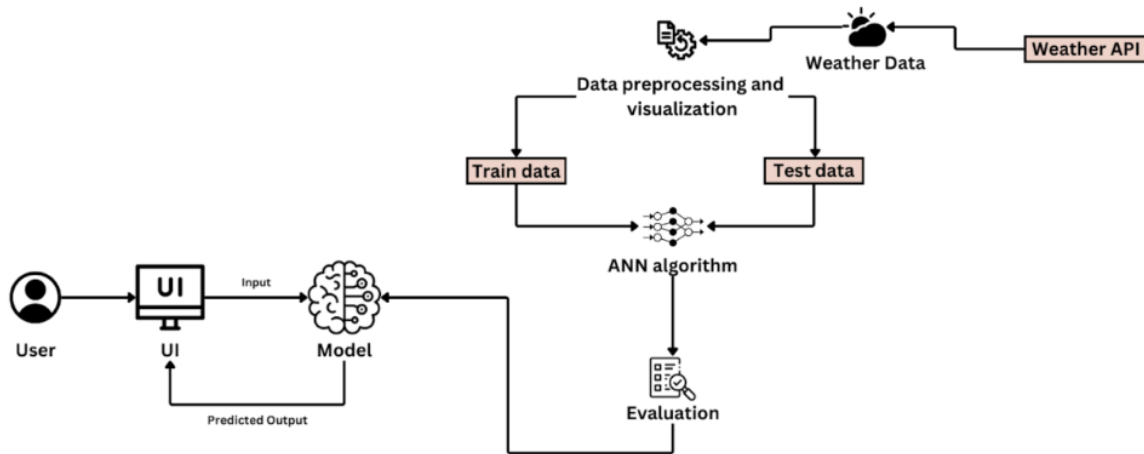 Weather API
Weather Data
Data preprocessing and
visualization
Train data
Test data
ANN algorithm
UI
Input
User
UI
Model
Predicted Output
Evaluation